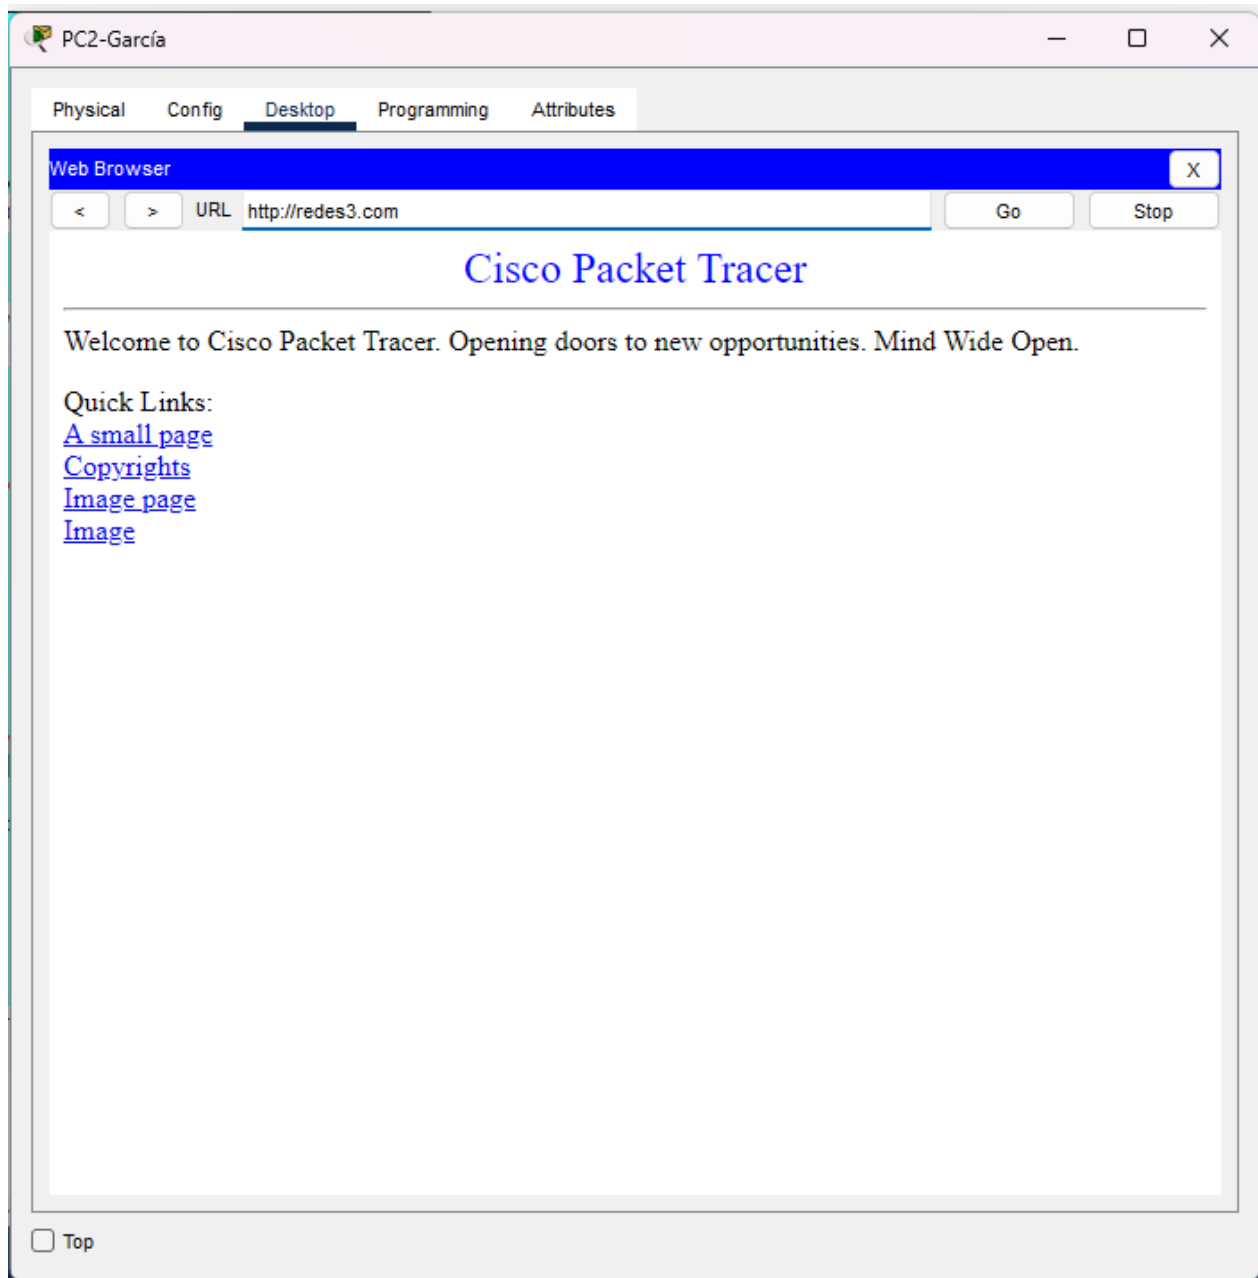 PC2-García
Physical Config Desktop Programming Attributes
Web Browser X
< > URL http://redes3.com Go Stop
Cisco Packet Tracer
Welcome to Cisco Packet Tracer. Opening doors to new opportunities. Mind Wide Open.
Quick Links:
A small page
Copyrights
Image page
Image
Top